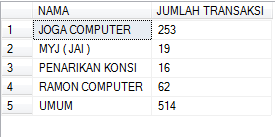 NAMA JUMLAH TRANSAKSI
1 JOGA COMPUTER 253
2 MYJ ( JAI ) 19
3 PENARIKAN KONSI 16
4 RAMON COMPUTER 62
5 UMUM 514